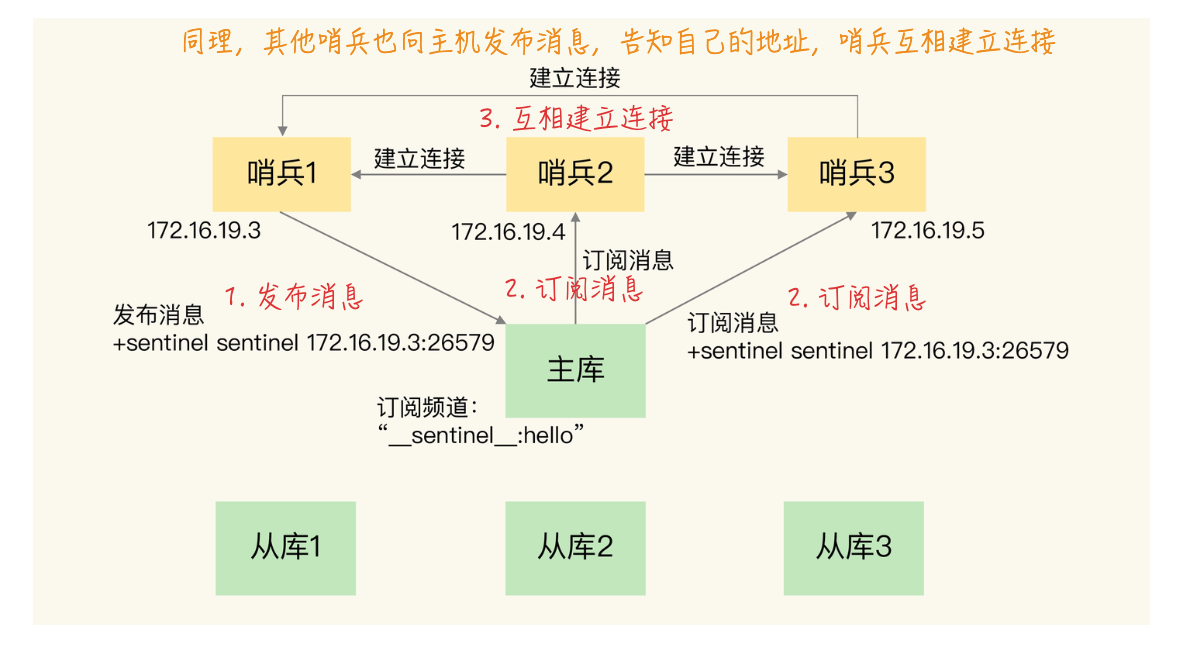 同理，其他哨兵也向主机发布消息，告知自己的地址，哨兵互相建立连接
建立连接
3. 互相建立连接
哨兵1
建立连接
哨兵2
建立连接
哨兵3
172.16.19.3
172.16.19.4
172.16.19.5
订阅消息
1. 发布消息
2. 订阅消息
2. 订阅消息
发布消息
+sentinel sentinel 172.16.19.3:26579
订阅消息
+sentinel sentinel 172.16.19.3:26579
主库
订阅频道：
“__sentinel__:hello”
从库1
从库2
从库3